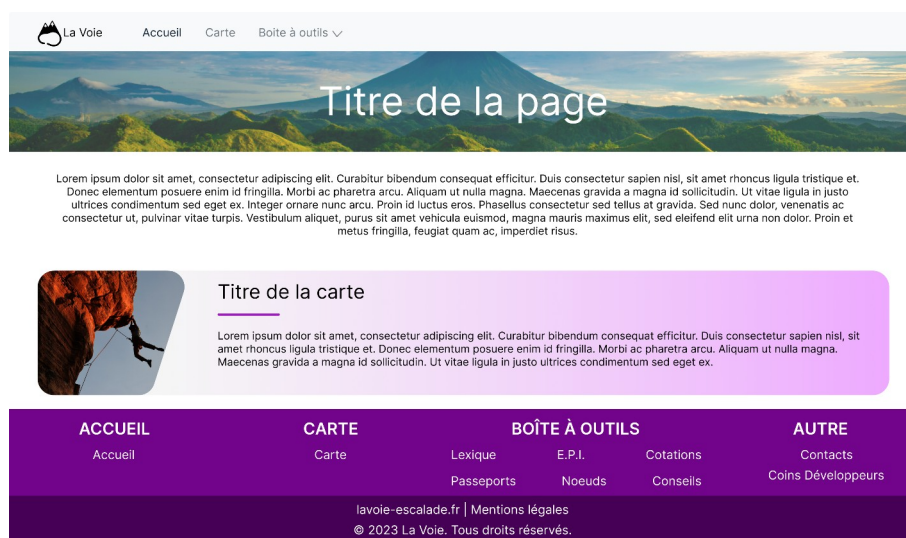 La Voie Accueil Carte Boite à outils
Titre de la page
Lorem ipsum dolor sit amet, consectetur adipiscing elit. Curabitur bibendum consequat efficitur. Duis consectetur sapien nisl, sit amet rhoncus ligula tristique et.
Donec elementum posuere enim id fringilla. Morbi ac pharetra arcu. Aliquam ut nulla magna. Maecenas gravida a magna id sollicitudin. Ut vitae ligula in justo
ultrices condimentum sed eget ex. Integer ornare nunc arcu. Proin id luctus eros. Phasellus consectetur sed tellus at gravida. Sed nunc dolor, venenatis ac
consectetur ut, pulvinar vitae turpis. Vestibulum aliquet, purus sit amet vehicula euismod, magna mauris maximus elit, sed eleifend elit urna non dolor. Proin et
metus fringilla, feugiat quam ac, imperdiet risus.
Titre de la carte
Lorem ipsum dolor sit amet, consectetur adipiscing elit. Curabitur bibendum consequat efficitur. Duis consectetur sapien nisl, sit
amet rhoncus ligula tristique et. Donec elementum posuere enim id fringilla. Morbi ac pharetra arcu. Aliquam ut nulla magna.
Maecenas gravida a magna id sollicitudin. Ut vitae ligula in justo ultrices condimentum sed eget ex.
ACCUEIL CARTE BOÎTE À OUTILS AUTRE
Accueil Carte Lexique E.P.I. Cotations Contacts
Coins Développeurs
Passeports Noeuds Conseils
lavoie-escalade.fr | Mentions légales
© 2023 La Voie. Tous droits réservés.